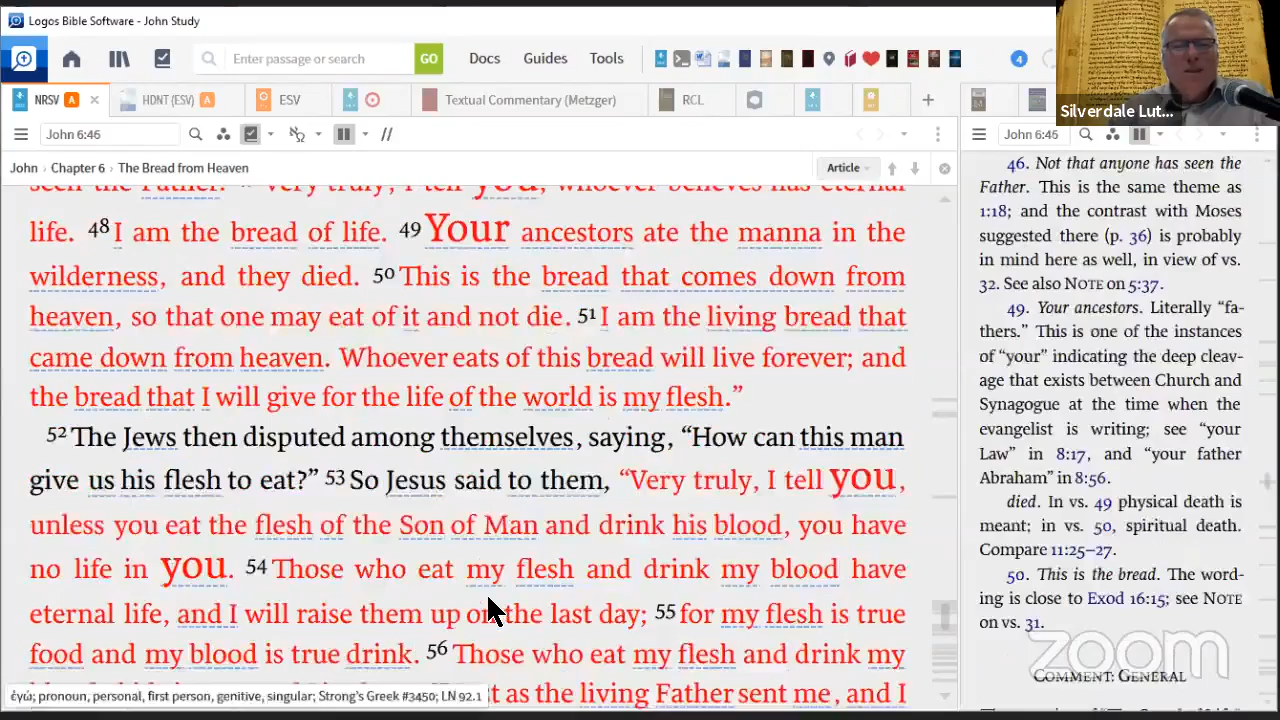 Logos Bible Software - John Study
Enter passage or search GO Docs Guides Tools 4
Silverdale Lut...
NRSV A × HDNT (ESV) A ESV Textual Commentary (Metzger) RCL +
John 6:46 //
John › Chapter 6 › The Bread from Heaven Article
seen the Father. Very truly, I tell you, whoever believes has eternal
life. 48 I am the bread of life. 49 Your ancestors ate the manna in the
wilderness, and they died. 50 This is the bread that comes down from
heaven, so that one may eat of it and not die. 51 I am the living bread that
came down from heaven. Whoever eats of this bread will live forever; and
the bread that I will give for the life of the world is my flesh.”
52 The Jews then disputed among themselves, saying, “How can this man
give us his flesh to eat?” 53 So Jesus said to them, “Very truly, I tell you,
unless you eat the flesh of the Son of Man and drink his blood, you have
no life in you. 54 Those who eat my flesh and drink my blood have
eternal life, and I will raise them up on the last day; 55 for my flesh is true
food and my blood is true drink. 56 Those who eat my flesh and drink my
as the living Father sent me, and I
ἐγώ; pronoun, personal, first person, genitive, singular; Strong’s Greek #3450; LN 92.1
John 6:45
46. Not that anyone has seen the
Father. This is the same theme as
1:18; and the contrast with Moses
suggested there (p. 36) is probably
in mind here as well, in view of vs.
32. See also NOTE on 5:37.
49. Your ancestors. Literally “fa-
thers.” This is one of the instances
of “your” indicating the deep cleav-
age that exists between Church and
Synagogue at the time when the
evangelist is writing; see “your
Law” in 8:17, and “your father
Abraham” in 8:56.
died. In vs. 49 physical death is
meant; in vs. 50, spiritual death.
Compare 11:25–27.
50. This is the bread. The word-
ing is close to Exod 16:15; see NOTE
on vs. 31.
zoom
COMMENT: GENERAL